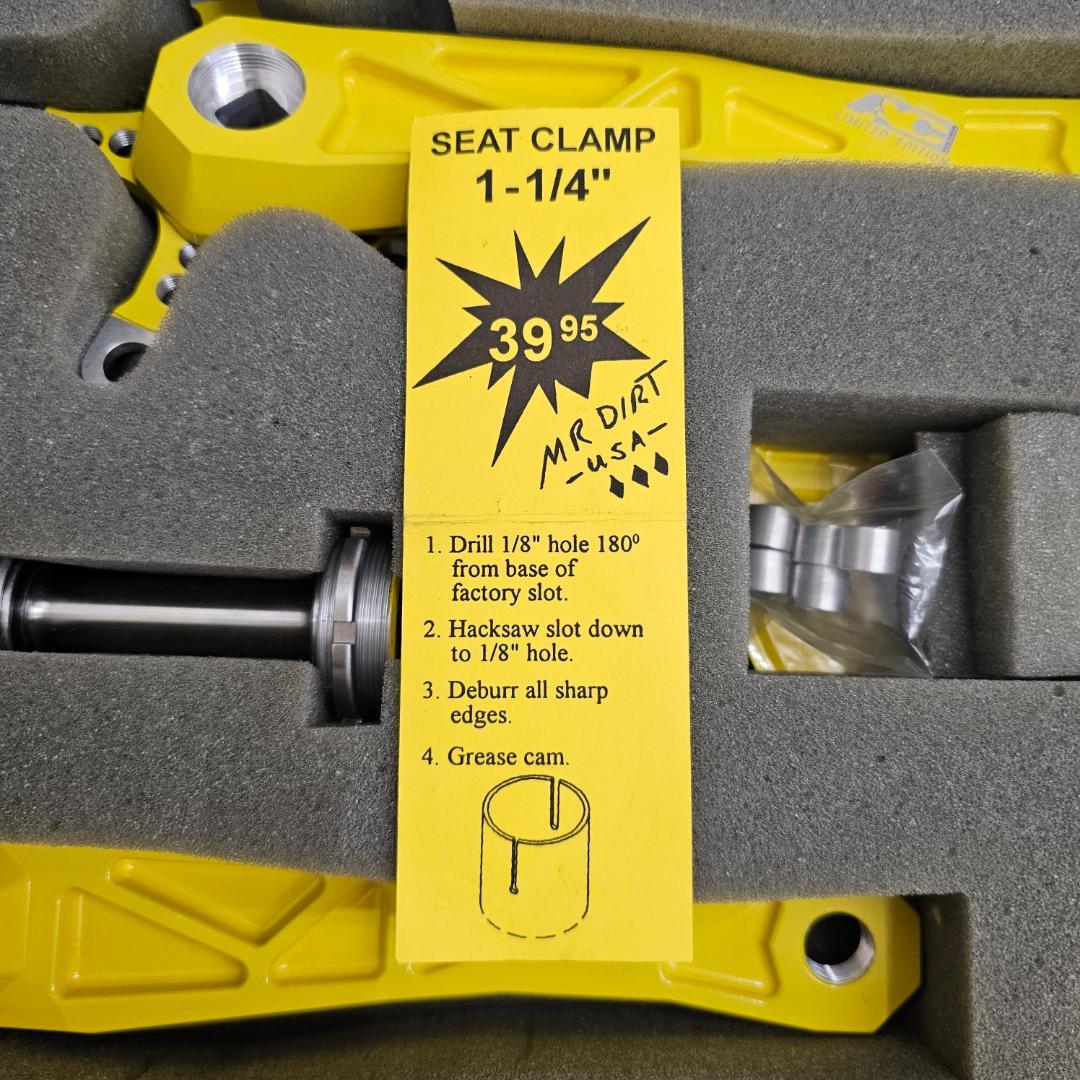 LIMITED EDITION
SEAT CLAMP
1-1/4"
39 95
MR DIRT
-USA-
1. Drill 1/8" hole 180º
from base of
factory slot.
2. Hacksaw slot down
to 1/8" hole.
3. Deburr all sharp
edges.
4. Grease cam.